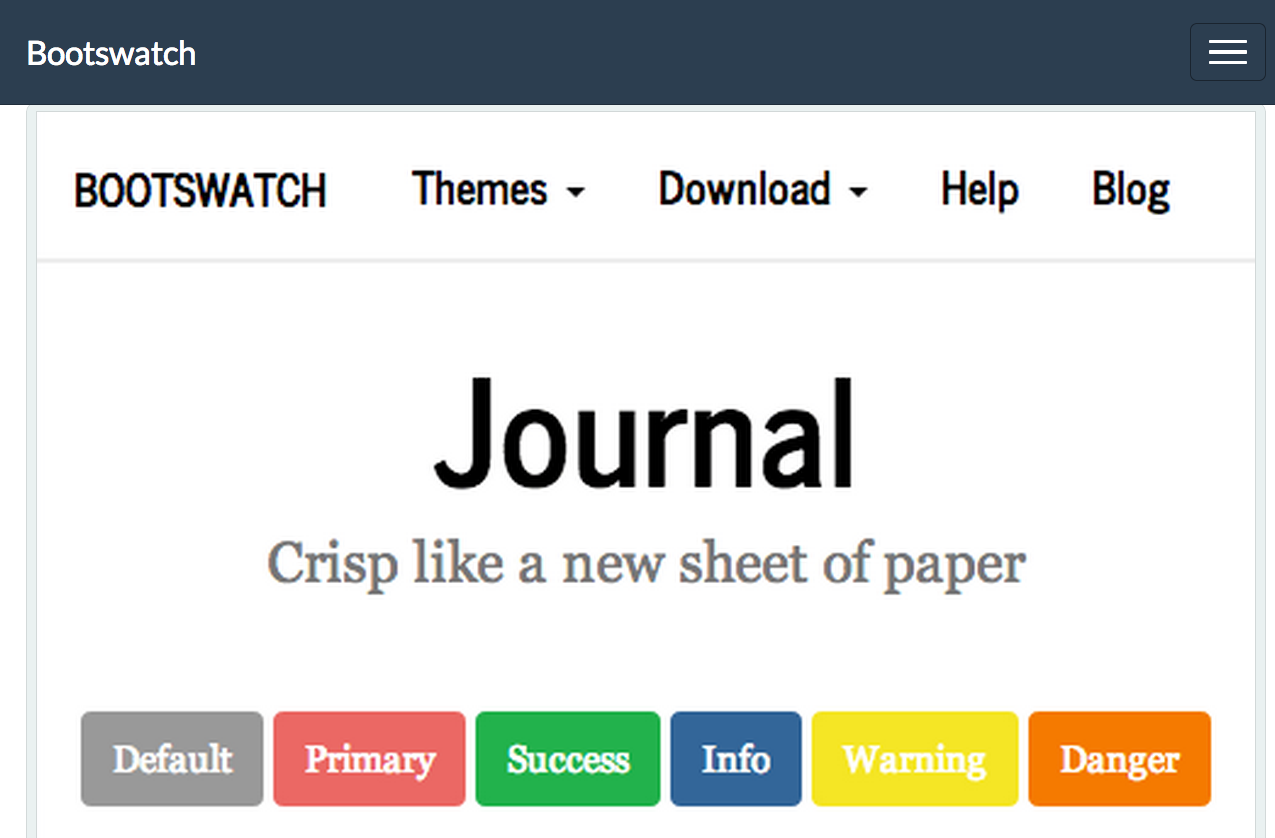 Bootswatch
BOOTSWATCH Themes Download Help Blog
Journal
Crisp like a new sheet of paper
Default Primary Success Info Warning Danger